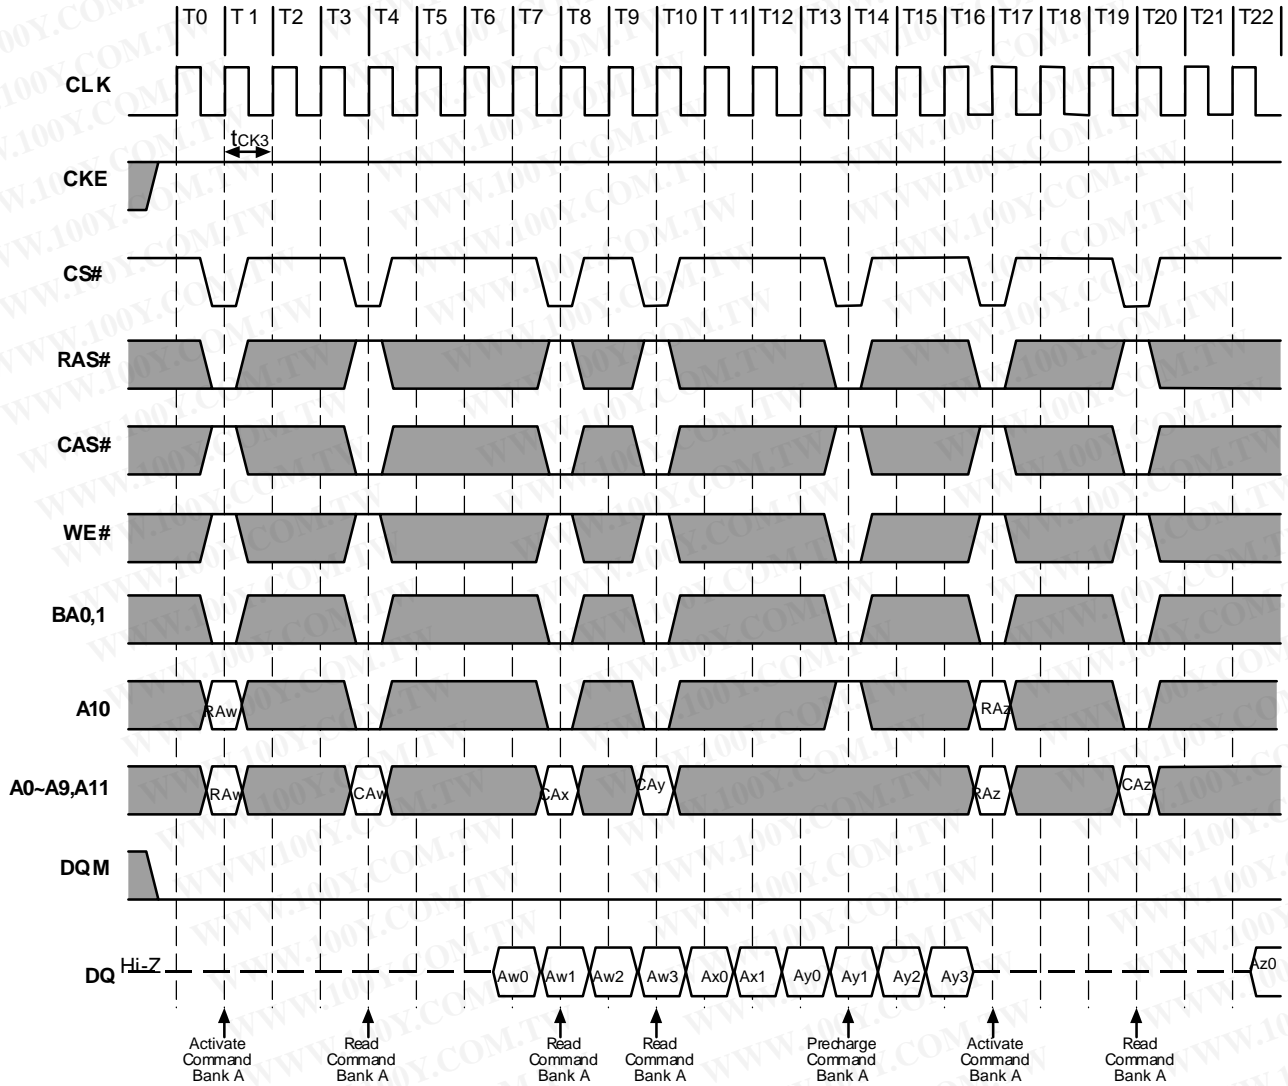 T0 T 1 T2 T3 T4 T5 T6 T7 T8 T9 T10 T 11 T12 T13 T14 T15 T16 T17 T18 T19 T20 T21 T22
CLK
tCK3
CKE
CS#
RAS#
CAS#
WE#
BA0,1
A10
RAw RAz
A0~A9,A11
RAw CAw CAx CAy RAz CAz
DQM
DQ Hi-Z Aw0 Aw1 Aw2 Aw3 Ax0 Ax1 Ay0 Ay1 Ay2 Ay3 Az0
Activate Command Bank A
Read Command Bank A
Read Command Bank A
Read Command Bank A
Precharge Command Bank A
Activate Command Bank A
Read Command Bank A
WWW.100Y.COM.TW